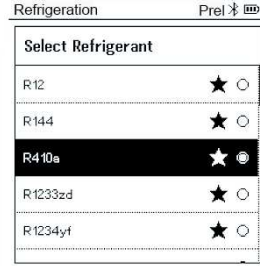 Refrigeration Prel
Select Refrigerant
R12
R144
R410a
R1233zd
R1234yf